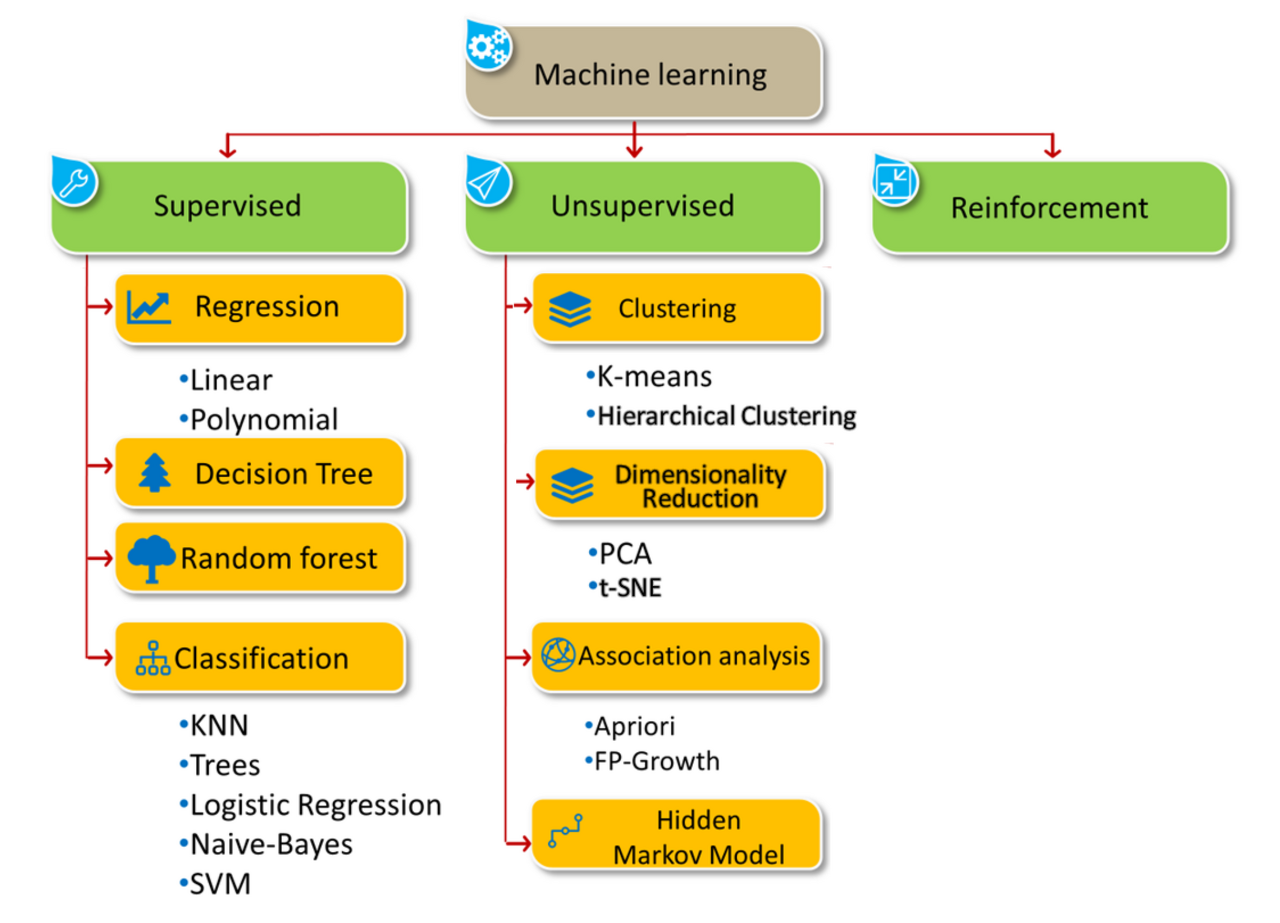 Machine learning
Supervised
Unsupervised
Reinforcement
Regression
•Linear
•Polynomial
Decision Tree
Random forest
Classification
•KNN
•Trees
•Logistic Regression
•Naive-Bayes
•SVM
Clustering
•K-means
•Hierarchical Clustering
Dimensionality
Reduction
•PCA
•t-SNE
Association analysis
•Apriori
•FP-Growth
Hidden
Markov Model